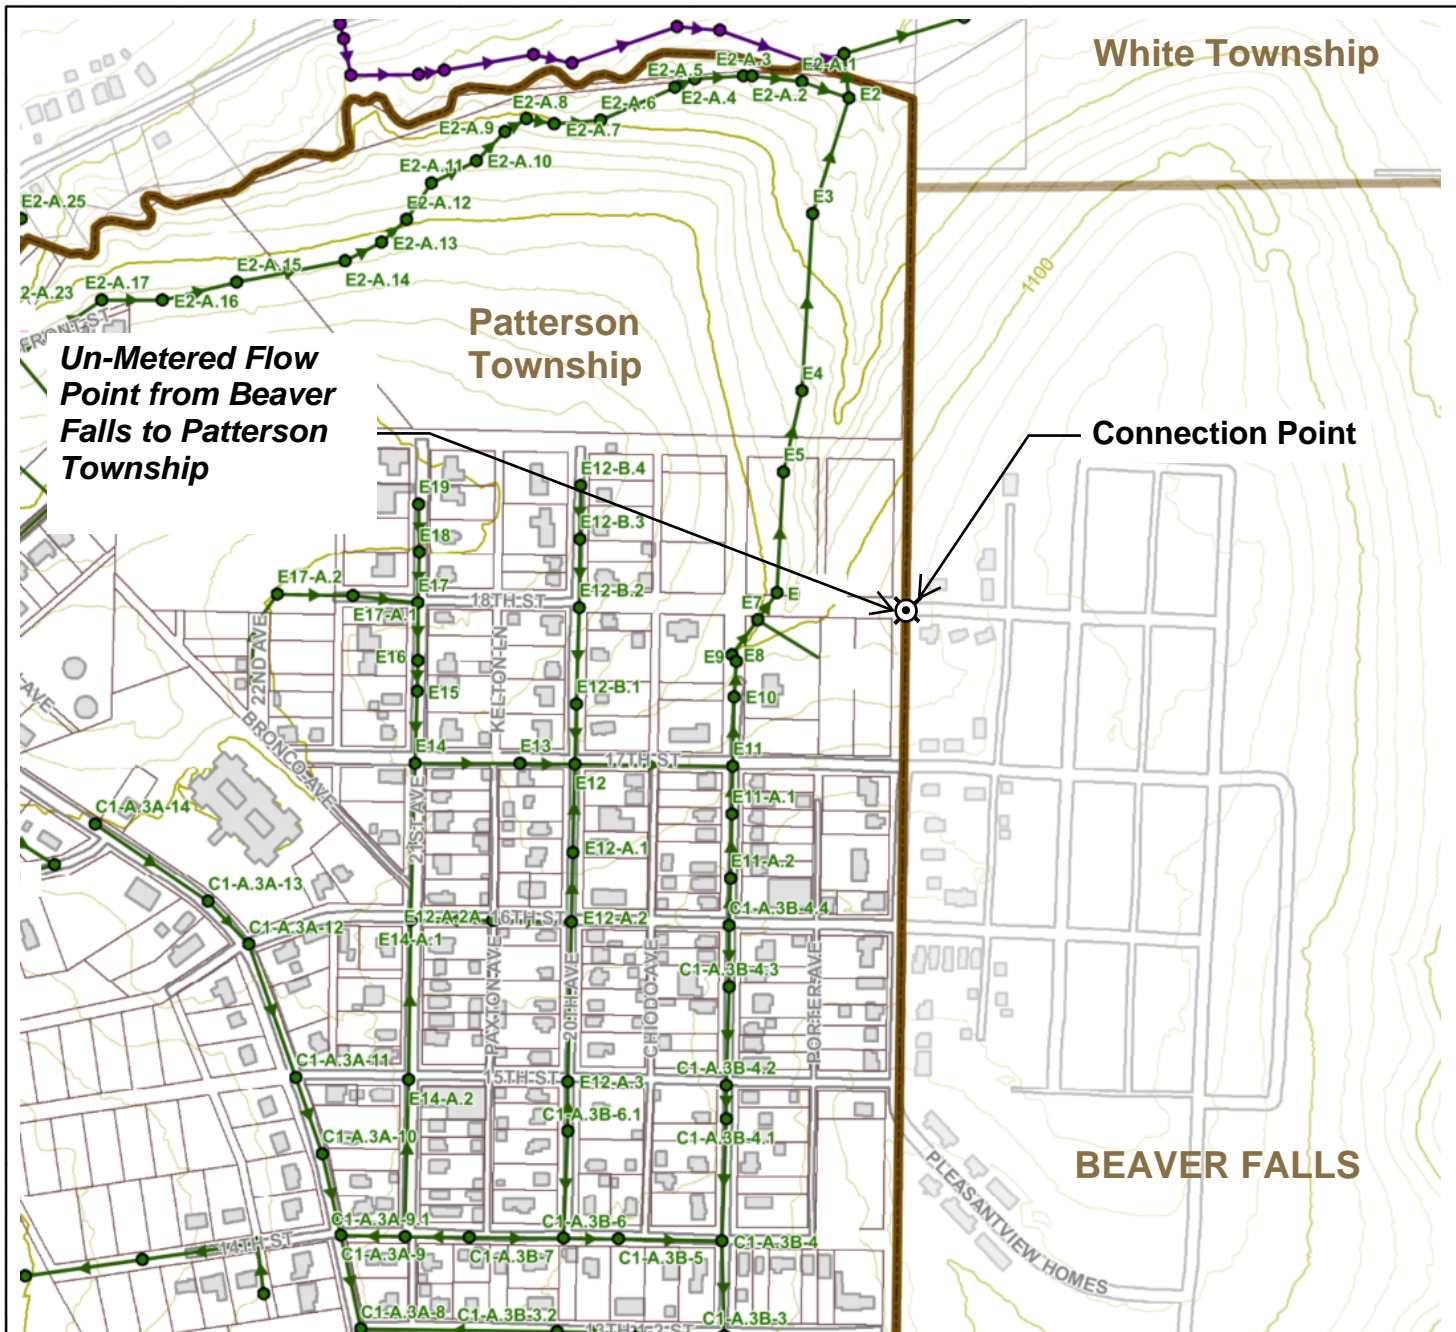 White Township
E2-A.3
E2-A.1
E2-A.5
E2-A.4
E2-A.2
E2
E2-A.8
E2-A.6
E2-A.9
E2-A.7
E2-A.11
E2-A.10
E2-A.25
E2-A.12
E3
E2-A.13
E2-A.15
E2-A.14
1100
E2-A.17
2-A.23
E2-A.16
FRONT ST
Patterson
Township
Un-Metered Flow
Point from Beaver
Falls to Patterson
Township
E4
Connection Point
E5
E12-B.4
E19
E12-B.3
E18
E17-A.2
E17
18TH ST
E12-B.2
E
E7
E17-A.1
22ND AVE
KELTON LN
E16
E9
E8
E15
E12-B.1
E10
AVE
BRONCO AVE
E14
E13
17TH ST
E11
E12
C1-A.3A-14
21ST AVE
E11-A.1
E12-A.1
E11-A.2
C1-A.3A-13
C1-A.3A-12
E12-A.2A
16TH ST
E12-A.2
C1-A.3B-4.4
E14-A.1
PAXTON AVE
20TH AVE
CHIODO AVE
C1-A.3B-4.3
PORTER AVE
C1-A.3A-11
15TH ST
E12-A.3
C1-A.3B-4.2
E14-A.2
C1-A.3B-6.1
C1-A.3B-4.1
C1-A.3A-10
PLEASANTVIEW HOMES
BEAVER FALLS
C1-A.3A-9.1
C1-A.3B-6
14TH ST
C1-A.3A-9
C1-A.3B-7
C1-A.3B-5
C1-A.3B-4
C1-A.3A-8
C1-A.3B-3.2
13TH 1-2 ST
C1-A.3B-3